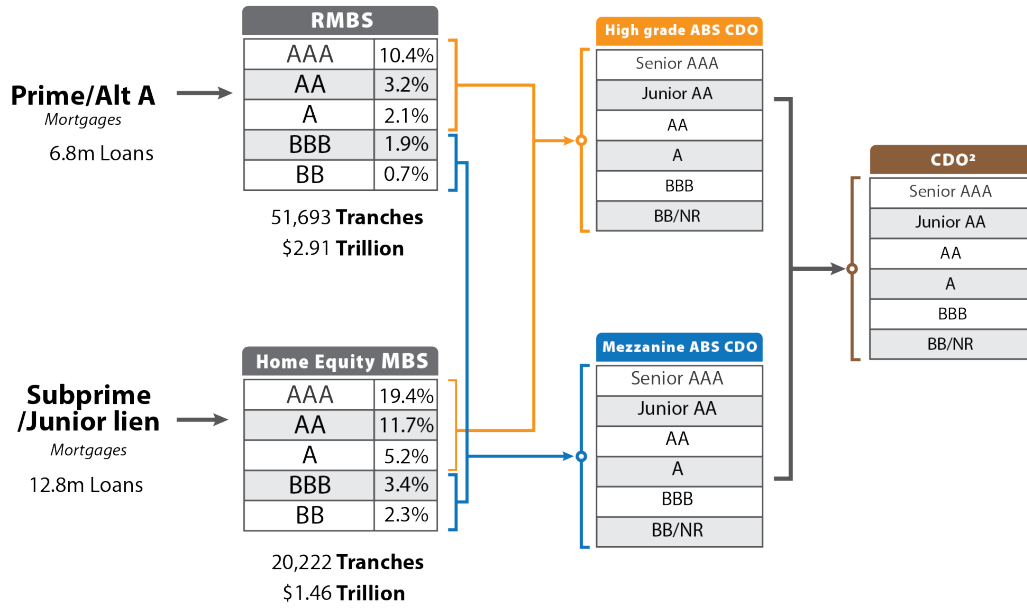 Prime/Alt A
Mortgages
6.8m Loans
RMBS
AAA 10.4%
AA 3.2%
A 2.1%
BBB 1.9%
BB 0.7%
51,693 Tranches
$2.91 Trillion
Subprime
/Junior lien
Mortgages
12.8m Loans
Home Equity MBS
AAA 19.4%
AA 11.7%
A 5.2%
BBB 3.4%
BB 2.3%
20,222 Tranches
$1.46 Trillion
High grade ABS CDO
Senior AAA
Junior AA
AA
A
BBB
BB/NR
Mezzanine ABS CDO
Senior AAA
Junior AA
AA
A
BBB
BB/NR
CDO²
Senior AAA
Junior AA
AA
A
BBB
BB/NR